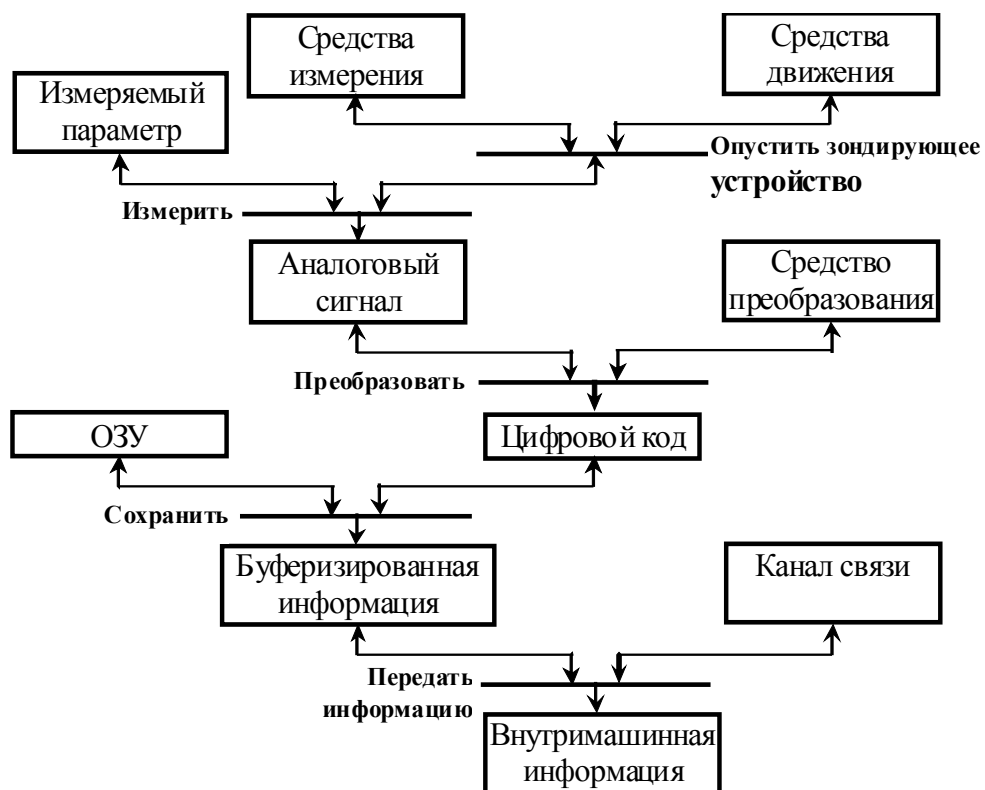 Средства
измерения
Средства
движения
Измеряемый
параметр
Опустить зондирующее
устройство
Измерить
Аналоговый
сигнал
Средство
преобразования
Преобразовать
ОЗУ
Цифровой код
Сохранить
Буферизированная
информация
Канал связи
Передать
информацию
Внутримашинная
информация